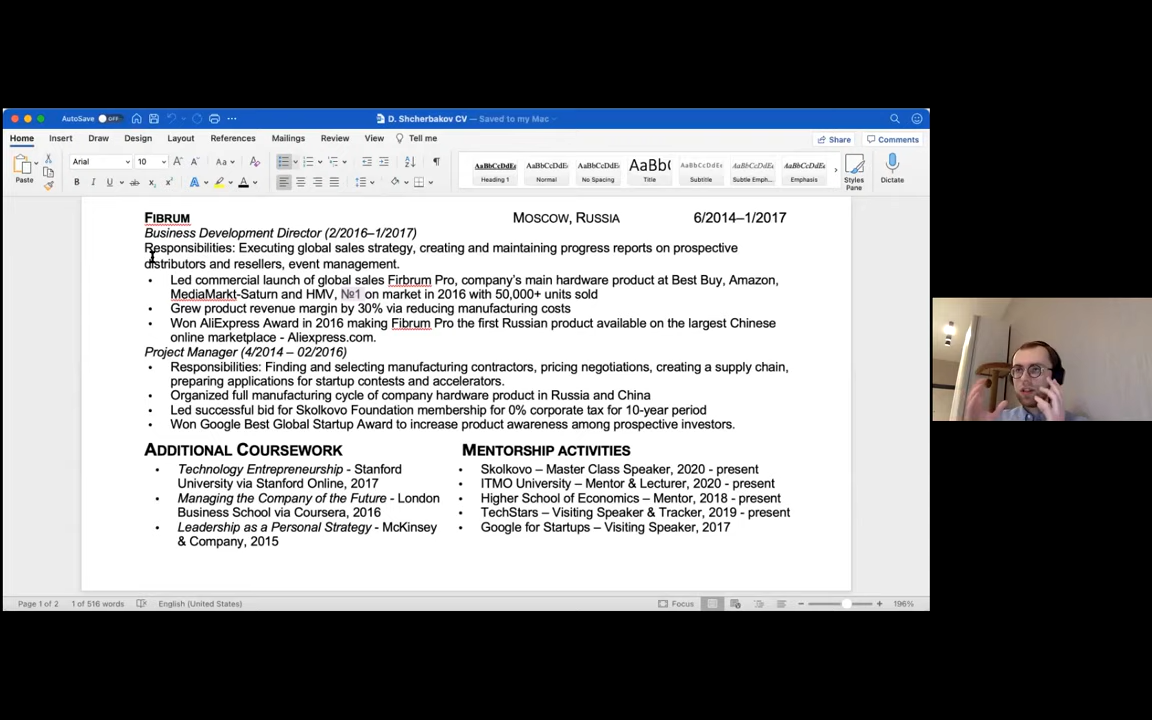 AutoSave OFF
D. Shcherbakov CV — Saved to my Mac
Home Insert Draw Design Layout References Mailings Review View Tell me
Share Comments
Paste
Arial 10
AaBbCcDdEe AaBbCcDdEe AaBbCcDdEe AaBb( AaBbCcDdEe AaBbCcDdEe AaBbCcDdEe
Heading 1 Normal No Spacing Title Subtitle Subtle Emph... Emphasis
Styles Pane
Dictate
FIBRUM MOSCOW, RUSSIA 6/2014–1/2017
Business Development Director (2/2016–1/2017)
Responsibilities: Executing global sales strategy, creating and maintaining progress reports on prospective
distributors and resellers, event management.
• Led commercial launch of global sales Firbrum Pro, company's main hardware product at Best Buy, Amazon,
MediaMarkt-Saturn and HMV, №1 on market in 2016 with 50,000+ units sold
• Grew product revenue margin by 30% via reducing manufacturing costs
• Won AliExpress Award in 2016 making Fibrum Pro the first Russian product available on the largest Chinese
online marketplace - Aliexpress.com.
Project Manager (4/2014 – 02/2016)
• Responsibilities: Finding and selecting manufacturing contractors, pricing negotiations, creating a supply chain,
preparing applications for startup contests and accelerators.
• Organized full manufacturing cycle of company hardware product in Russia and China
• Led successful bid for Skolkovo Foundation membership for 0% corporate tax for 10-year period
• Won Google Best Global Startup Award to increase product awareness among prospective investors.
ADDITIONAL COURSEWORK
• Technology Entrepreneurship - Stanford
University via Stanford Online, 2017
• Managing the Company of the Future - London
Business School via Coursera, 2016
• Leadership as a Personal Strategy - McKinsey
& Company, 2015
MENTORSHIP ACTIVITIES
• Skolkovo – Master Class Speaker, 2020 - present
• ITMO University – Mentor & Lecturer, 2020 - present
• Higher School of Economics – Mentor, 2018 - present
• TechStars – Visiting Speaker & Tracker, 2019 - present
• Google for Startups – Visiting Speaker, 2017
Page 1 of 2 1 of 516 words English (United States) Focus 196%